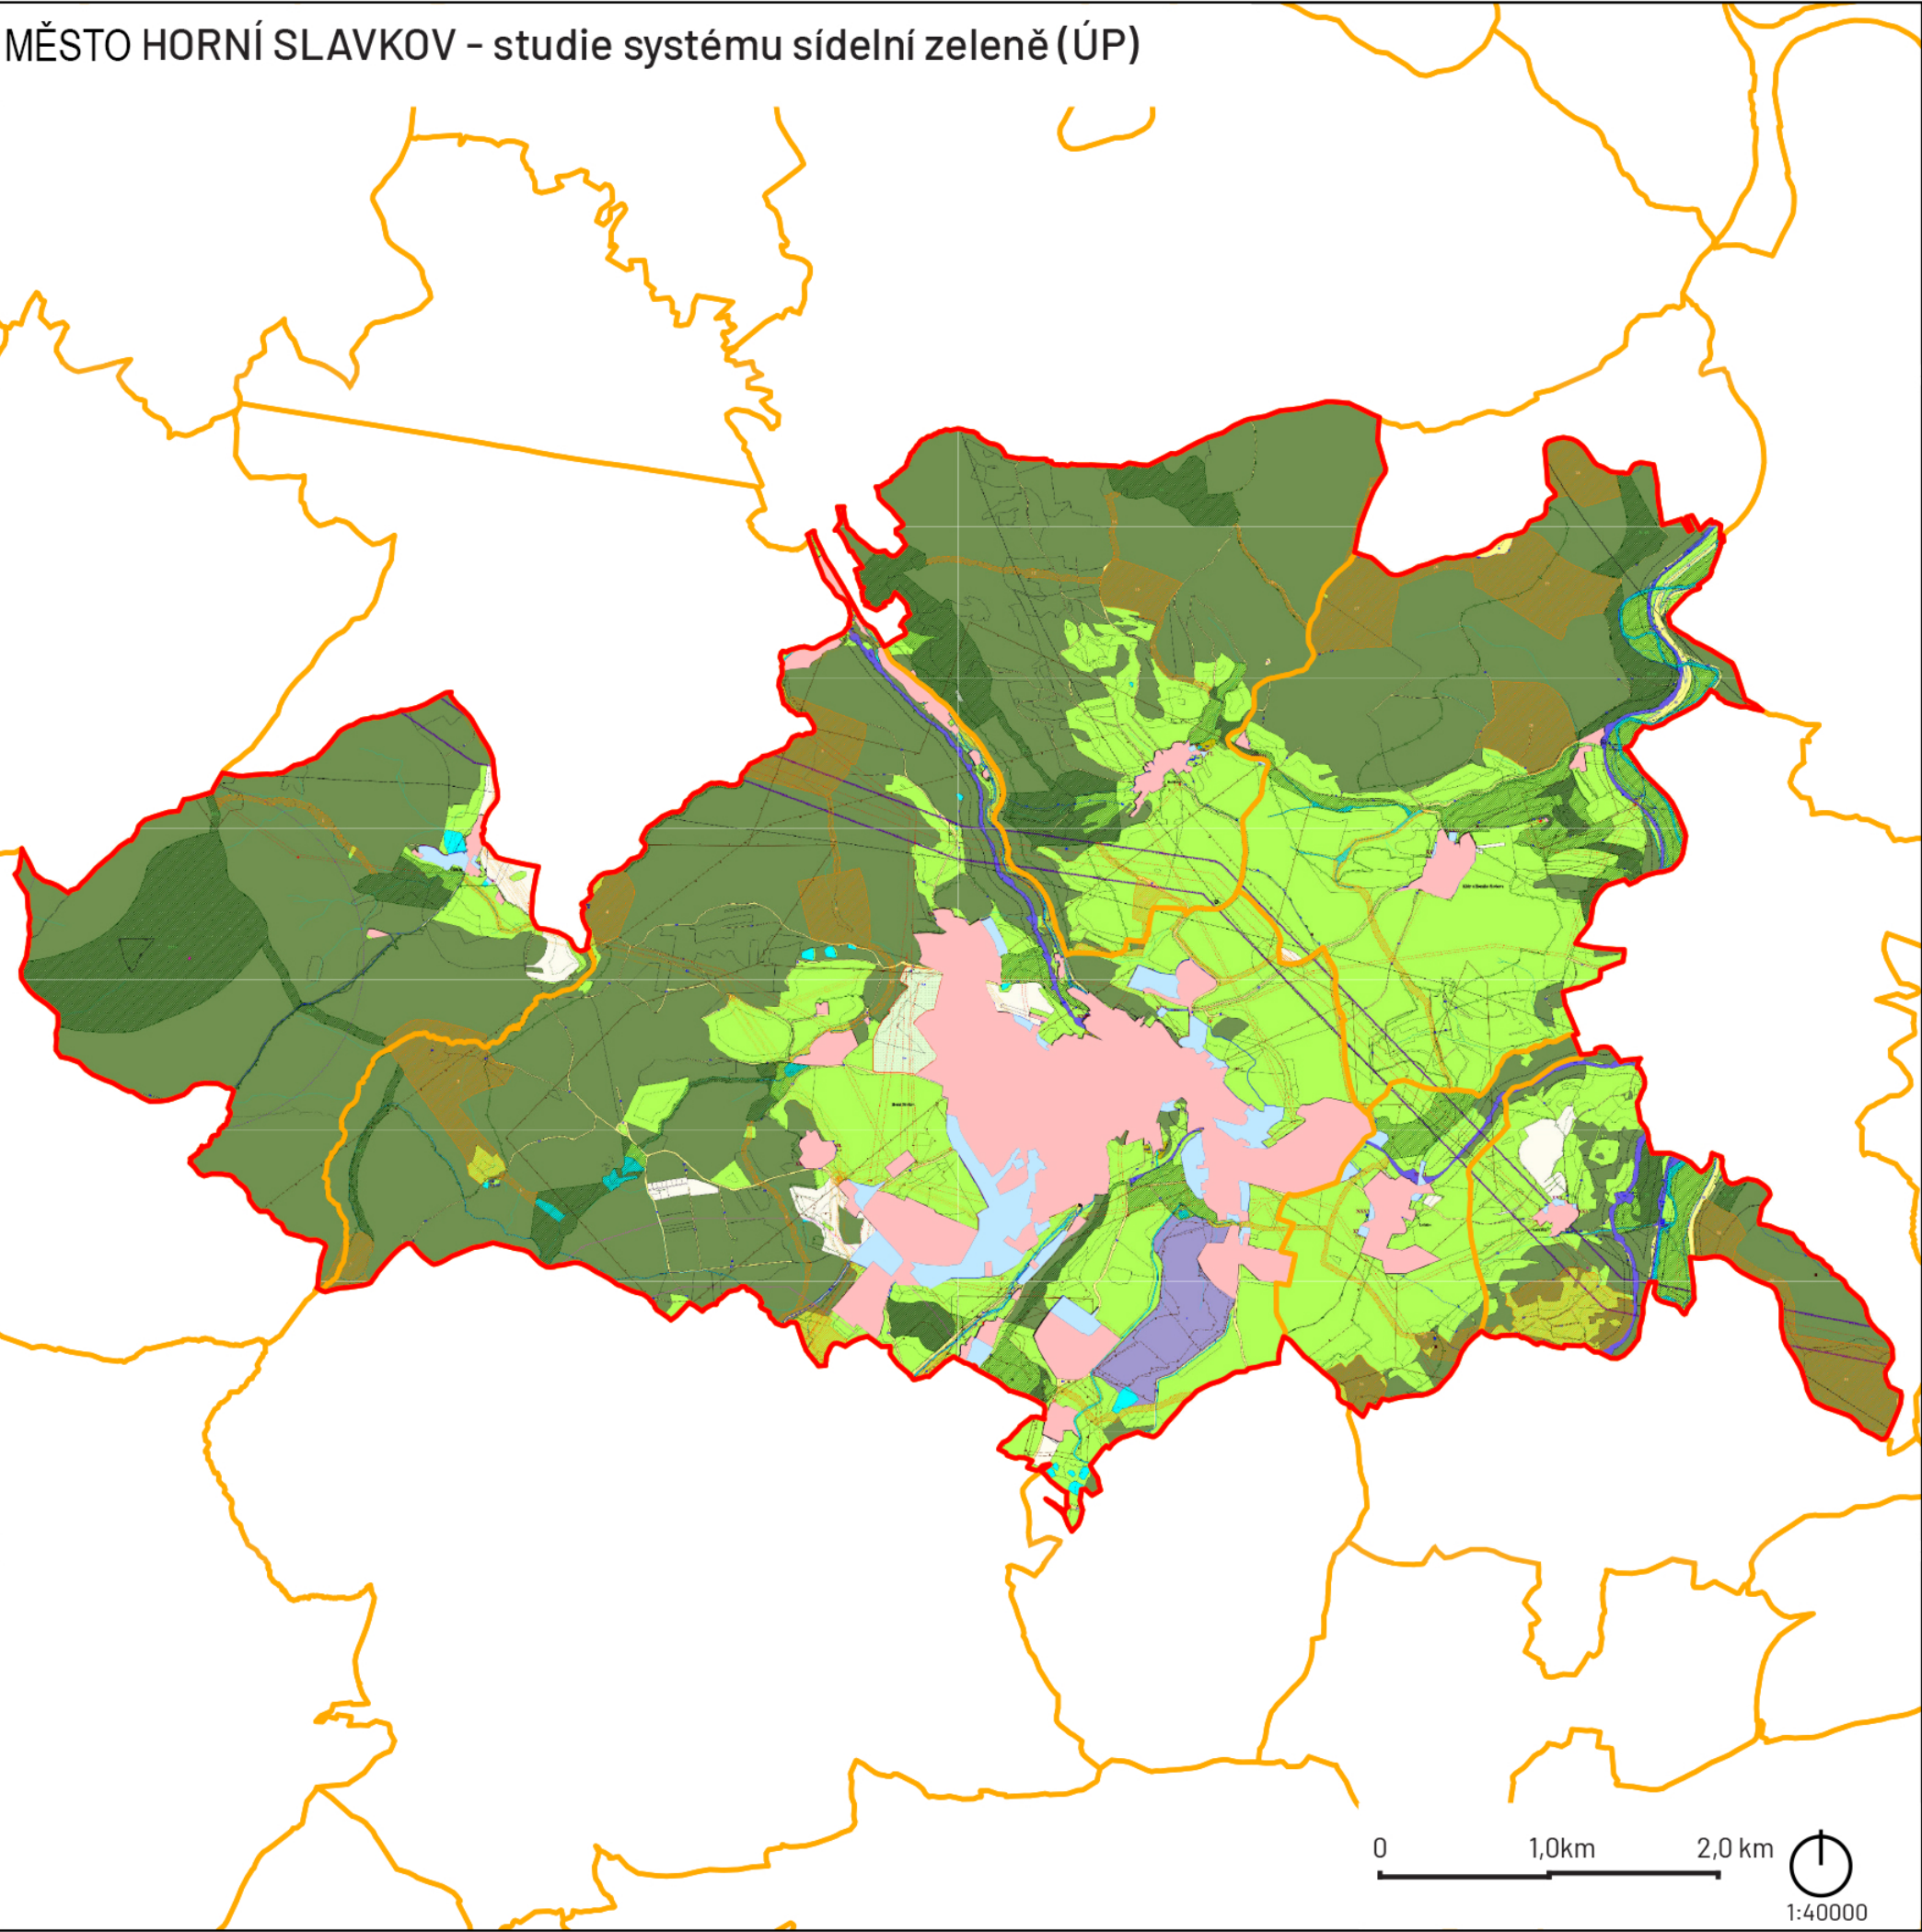 MĚSTO HORNÍ SLAVKOV - studie systému sídelní zeleně (ÚP)
0 1,0km 2,0 km
1:40000